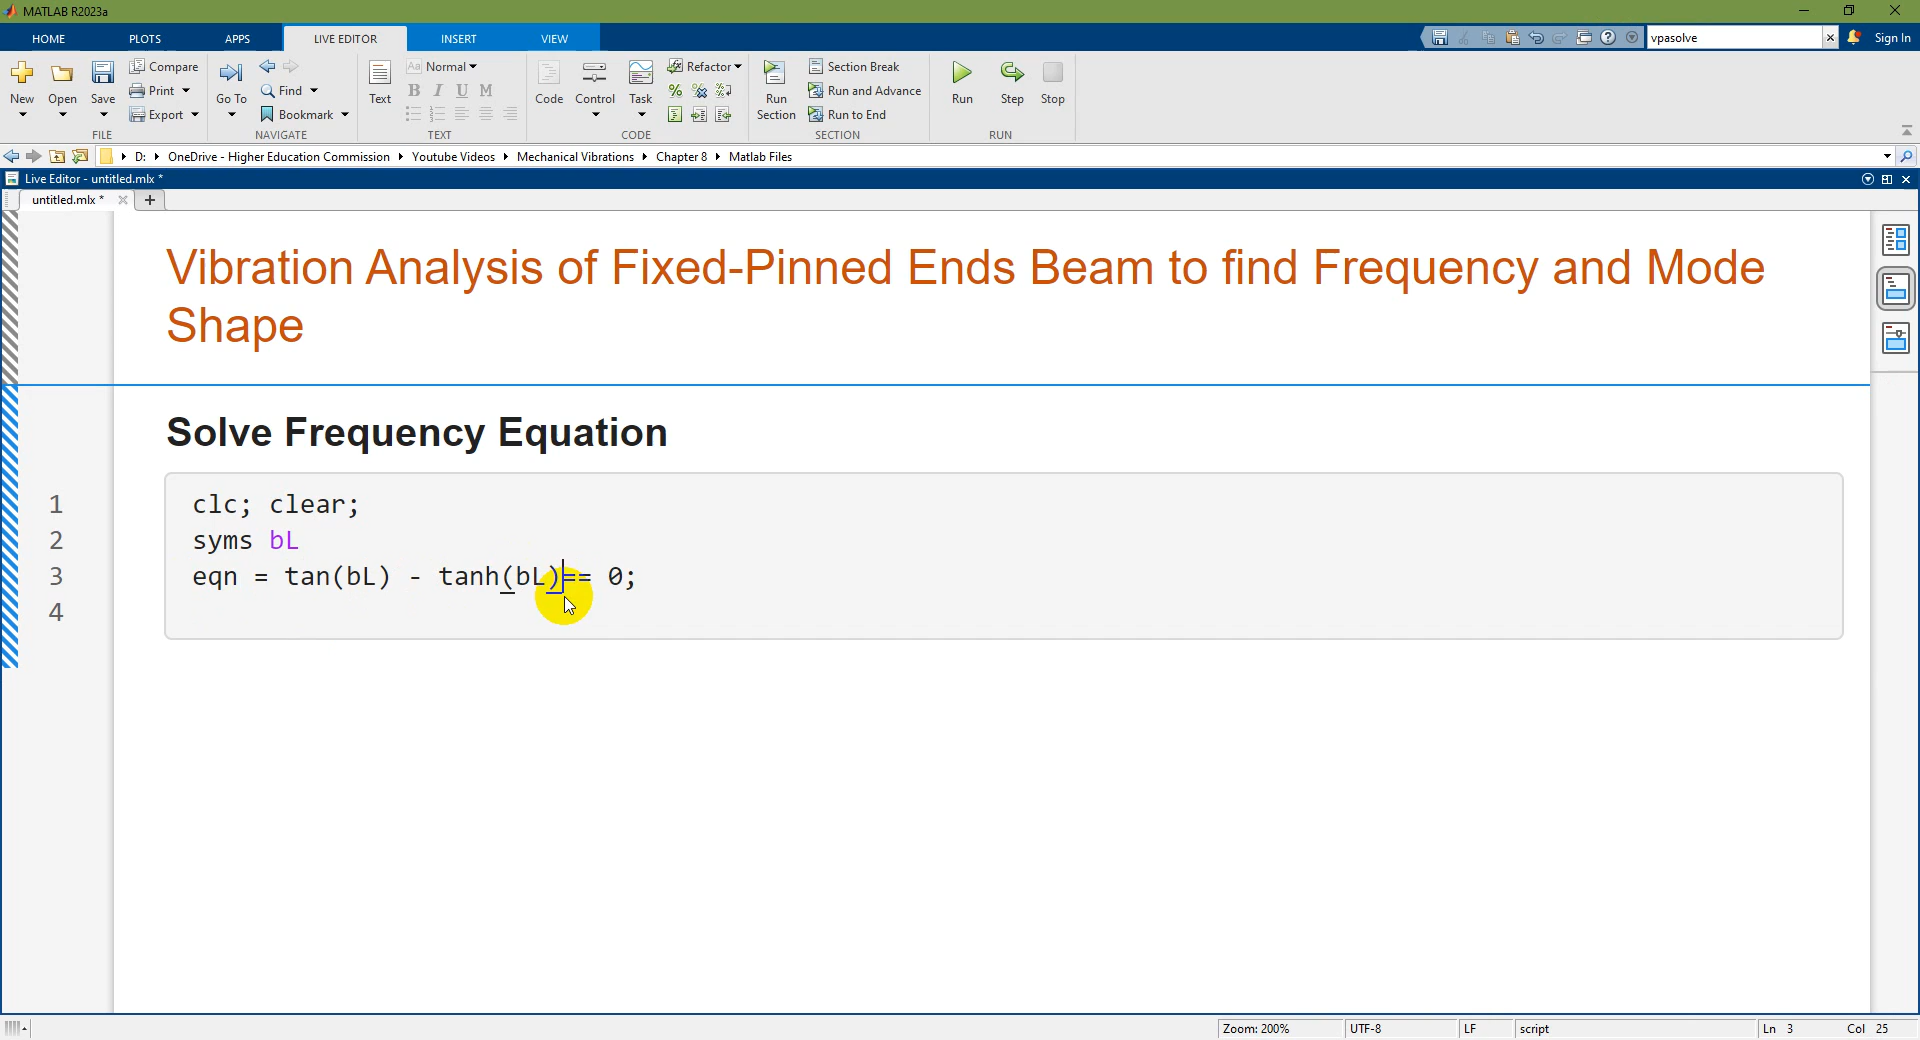 MATLAB R2023a
HOME PLOTS APPS LIVE EDITOR INSERT VIEW vpasolve Sign In
New Open Save Compare Print Export Go To Find Bookmark Text Normal B I U M Code Control Task Refactor Run Section Section Break Run and Advance Run to End Run Step Stop
FILE NAVIGATE TEXT CODE SECTION RUN
D: OneDrive - Higher Education Commission Youtube Videos Mechanical Vibrations Chapter 8 Matlab Files
Live Editor - untitled.mlx *
untitled.mlx *
Vibration Analysis of Fixed-Pinned Ends Beam to find Frequency and Mode
Shape
Solve Frequency Equation
1 clc; clear;
2 syms bL
3 eqn = tan(bL) - tanh(bL)== 0;
4
Zoom: 200% UTF-8 LF script Ln 3 Col 25